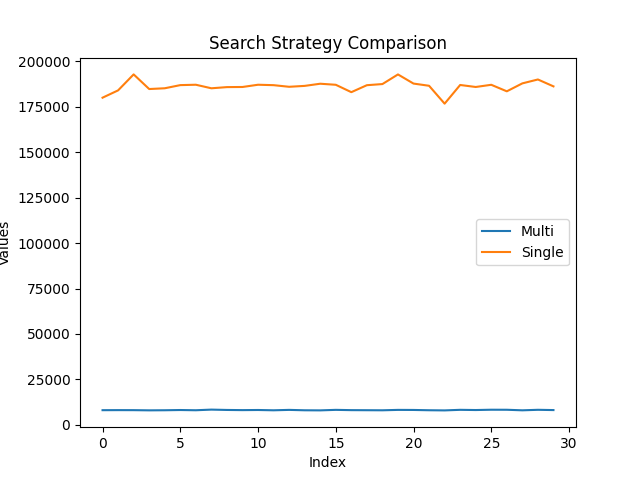 Search Strategy Comparison
200000
175000
150000
125000
100000
75000
50000
25000
0
Values
Multi
Single
0 5 10 15 20 25 30
Index